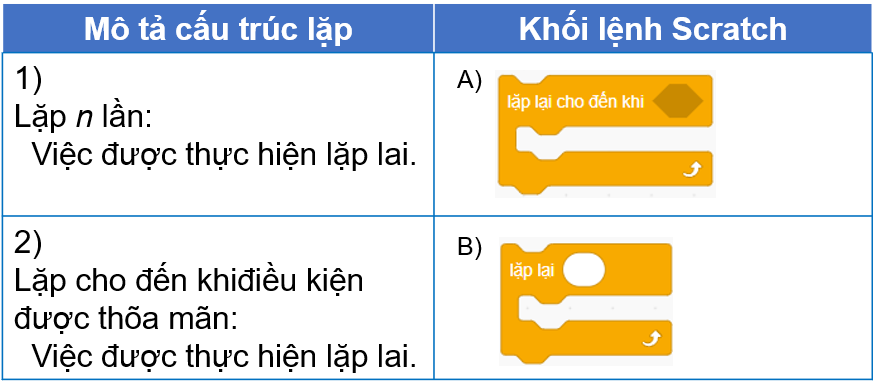 Mô tả cấu trúc lặp
Khối lệnh Scratch
1)
Lặp n lần:
Việc được thực hiện lặp lai.
A)
lặp lại cho đến khi
2)
Lặp cho đến khiđiều kiện
được thõa mãn:
Việc được thực hiện lặp lai.
B)
lặp lại